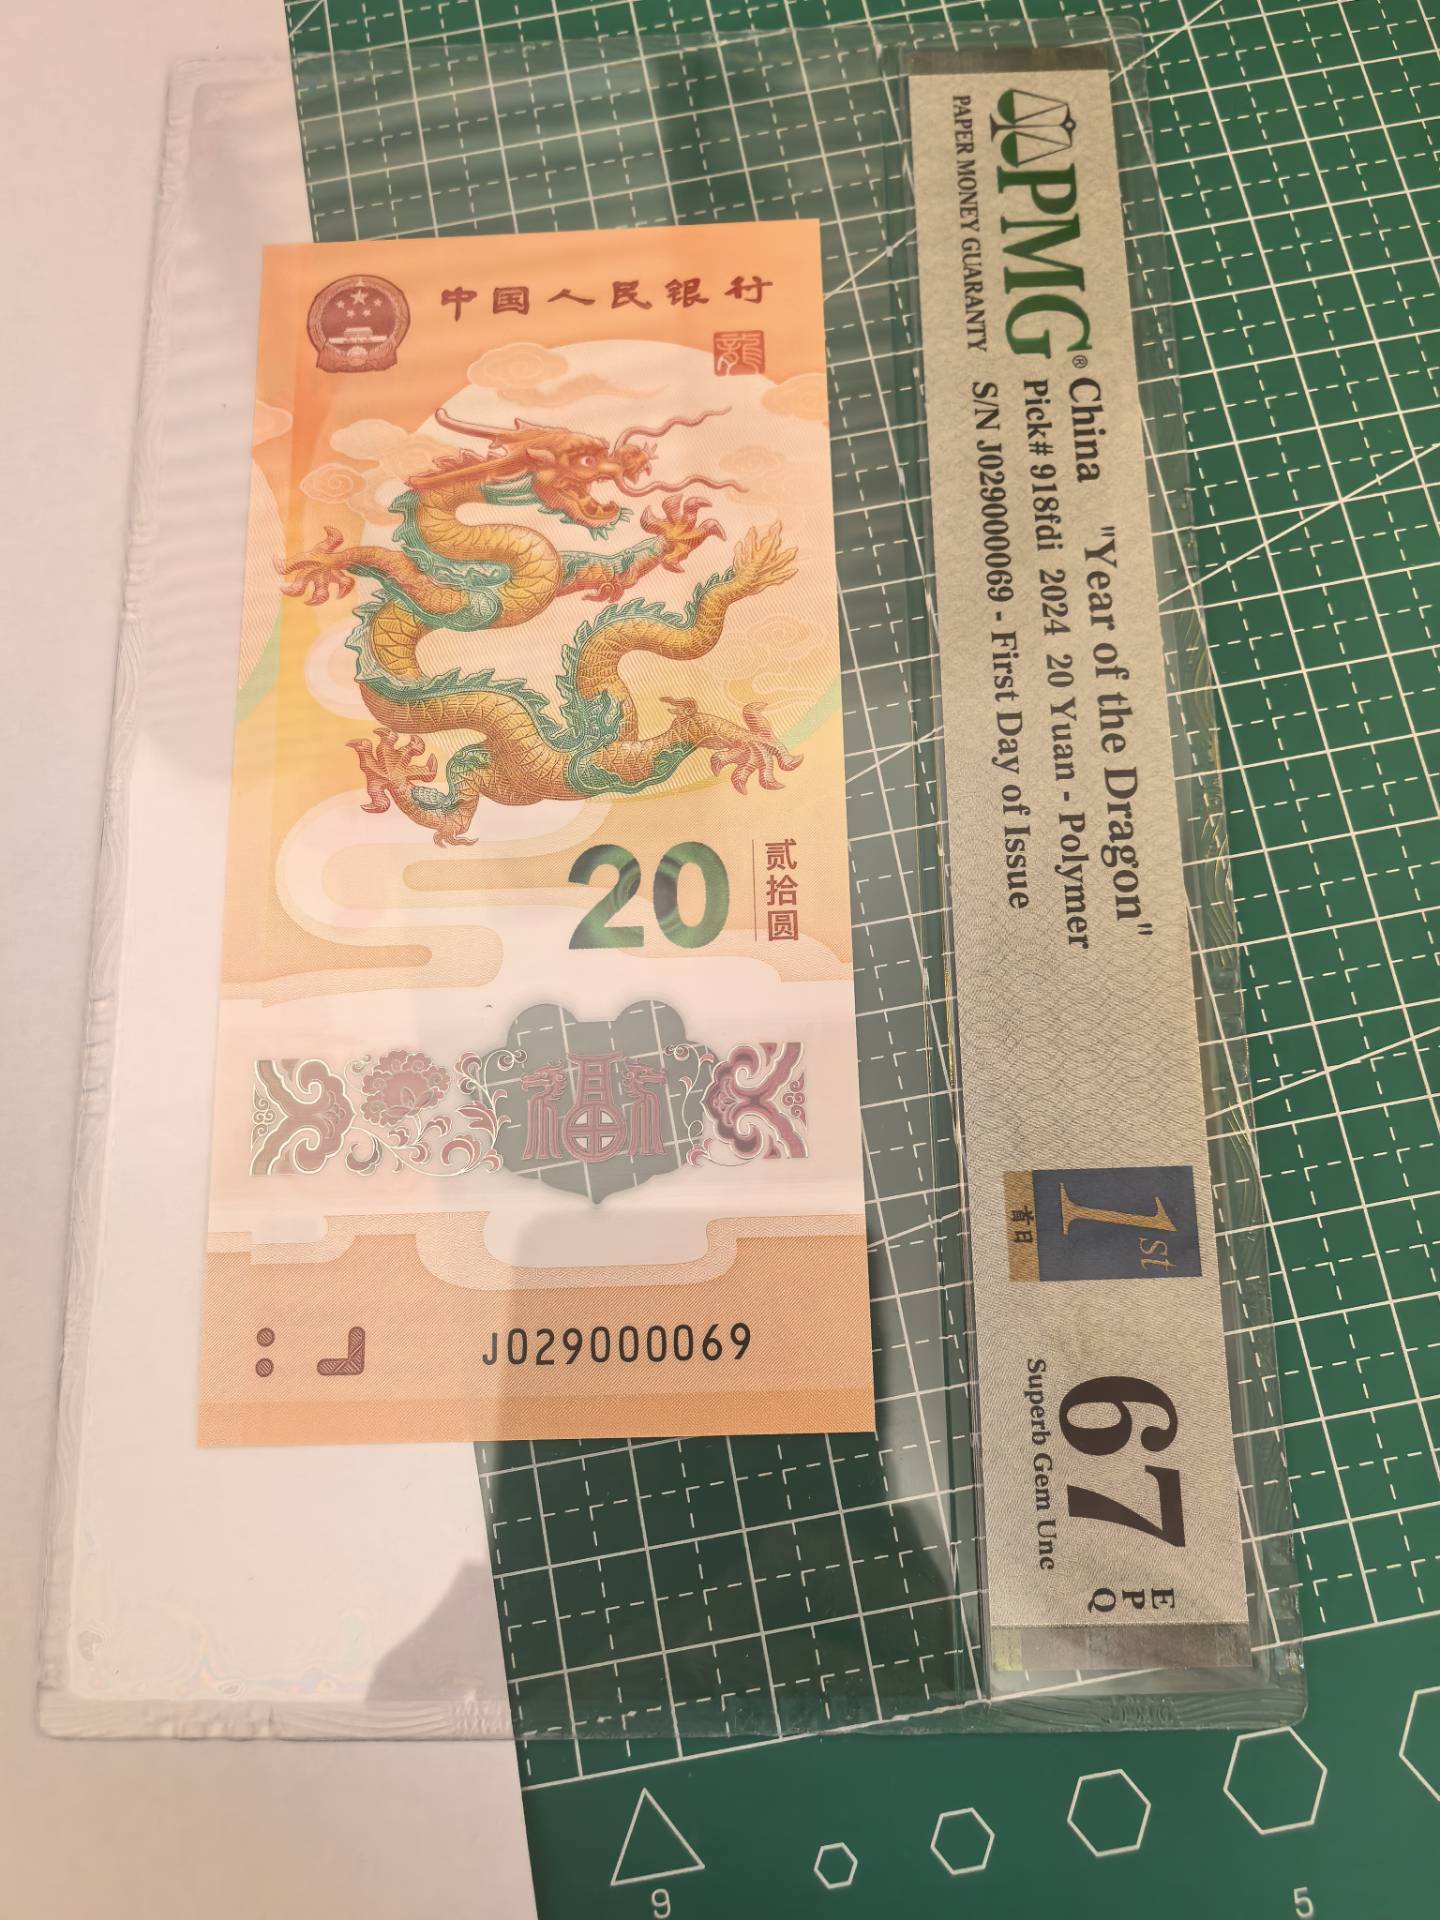 中国人民银行
龍
20
贰拾圆
福
J029000069
PMG®
PAPER MONEY GUARANTY
China "Year of the Dragon"
Pick# 918fdi 2024 20 Yuan - Polymer
S/N J029000069 - First Day of Issue
1st
首日
67
EPQ
Superb Gem Unc
9
5